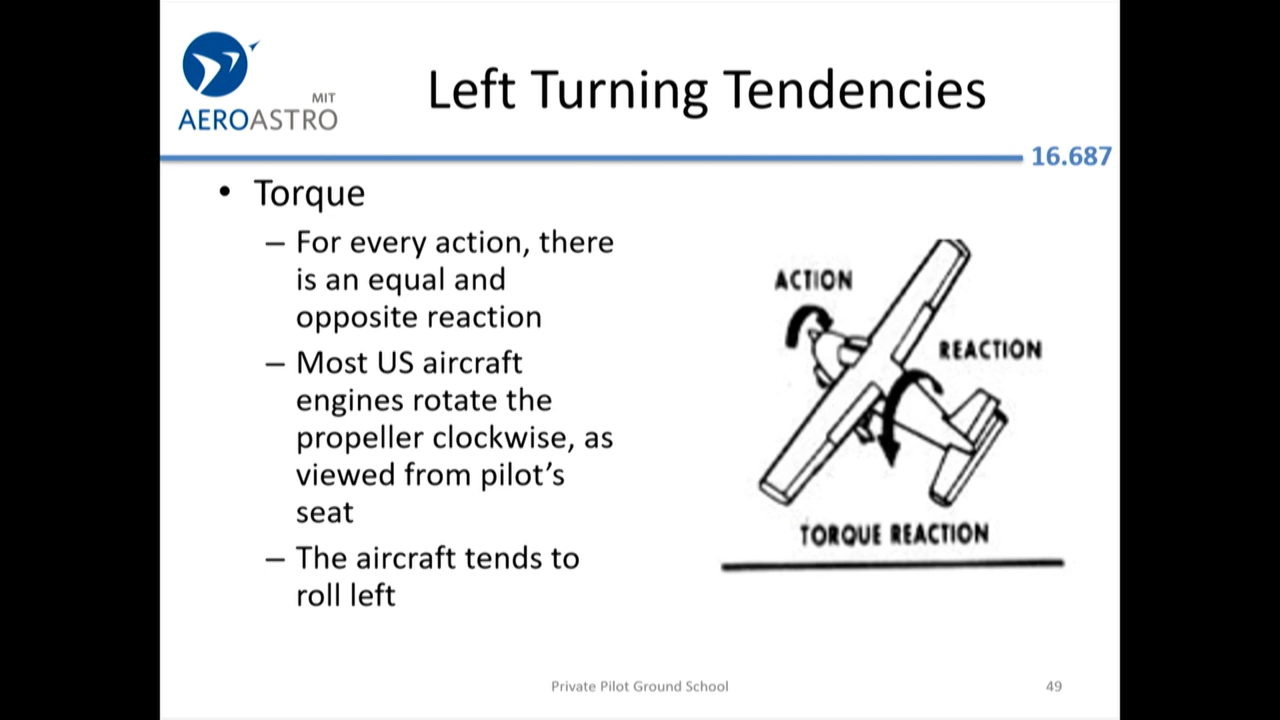 MIT
AEROASTRO
Left Turning Tendencies
16.687
• Torque
– For every action, there
is an equal and
opposite reaction
– Most US aircraft
engines rotate the
propeller clockwise, as
viewed from pilot’s
seat
– The aircraft tends to
roll left
ACTION
REACTION
TORQUE REACTION
Private Pilot Ground School
49